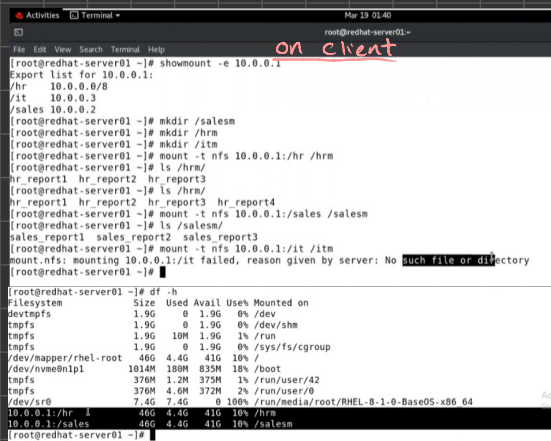 Activities Terminal Mar 19 01:40
root@redhat-server01:~
File Edit View Search Terminal Help
on client
[root@redhat-server01 ~]# showmount -e 10.0.0.1
Export list for 10.0.0.1:
/hr 10.0.0.0/8
/it 10.0.0.3
/sales 10.0.0.2
[root@redhat-server01 ~]# mkdir /salesm
[root@redhat-server01 ~]# mkdir /hrm
[root@redhat-server01 ~]# mkdir /itm
[root@redhat-server01 ~]# mount -t nfs 10.0.0.1:/hr /hrm
[root@redhat-server01 ~]# ls /hrm/
hr_report1 hr_report2 hr_report3
[root@redhat-server01 ~]# ls /hrm/
hr_report1 hr_report2 hr_report3 hr_report4
[root@redhat-server01 ~]# mount -t nfs 10.0.0.1:/sales /salesm
[root@redhat-server01 ~]# ls /salesm/
sales_report1 sales_report2 sales_report3
[root@redhat-server01 ~]# mount -t nfs 10.0.0.1:/it /itm
mount.nfs: mounting 10.0.0.1:/it failed, reason given by server: No such file or directory
[root@redhat-server01 ~]#
[root@redhat-server01 ~]# df -h
Filesystem Size Used Avail Use% Mounted on
devtmpfs 1.9G 0 1.9G 0% /dev
tmpfs 1.9G 0 1.9G 0% /dev/shm
tmpfs 1.9G 10M 1.9G 1% /run
tmpfs 1.9G 0 1.9G 0% /sys/fs/cgroup
/dev/mapper/rhel-root 46G 4.4G 41G 10% /
/dev/nvme0n1p1 1014M 180M 835M 18% /boot
tmpfs 376M 1.2M 375M 1% /run/user/42
tmpfs 376M 4.6M 372M 2% /run/user/0
/dev/sr0 7.4G 7.4G 0 100% /run/media/root/RHEL-8-1-0-BaseOS-x86_64
10.0.0.1:/hr 46G 4.4G 41G 10% /hrm
10.0.0.1:/sales 46G 4.4G 41G 10% /salesm
[root@redhat-server01 ~]#